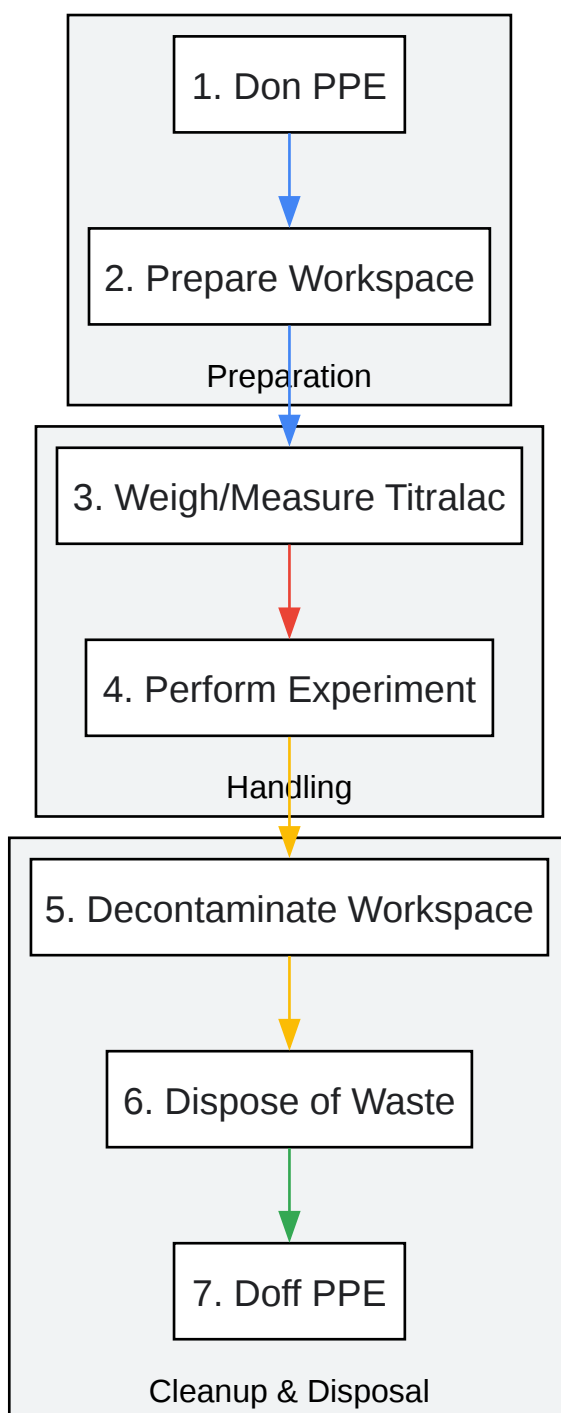 1. Don PPE
2. Prepare Workspace
Preparation
3. Weigh/Measure Titralac
4. Perform Experiment
Handling
5. Decontaminate Workspace
6. Dispose of Waste
7. Doff PPE
Cleanup & Disposal